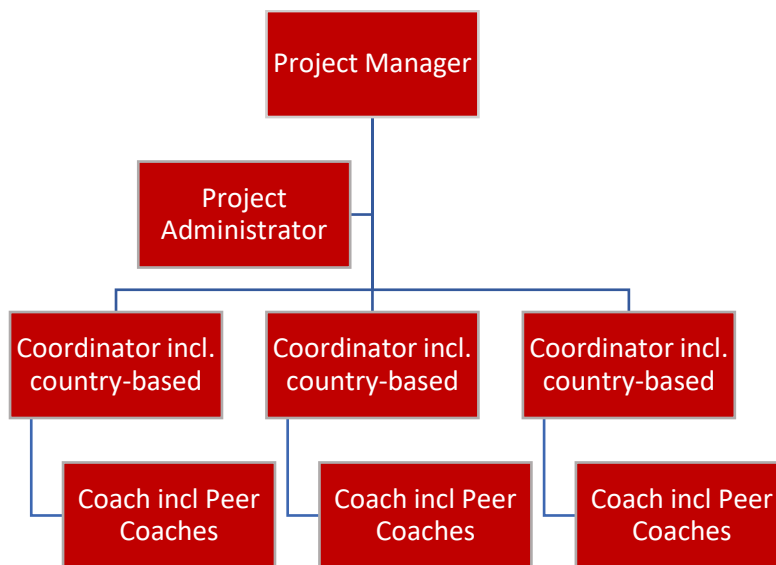 Project Manager
Project
Administrator
Coordinator incl.
country-based
Coordinator incl.
country-based
Coordinator incl.
country-based
Coach incl Peer
Coaches
Coach incl Peer
Coaches
Coach incl Peer
Coaches